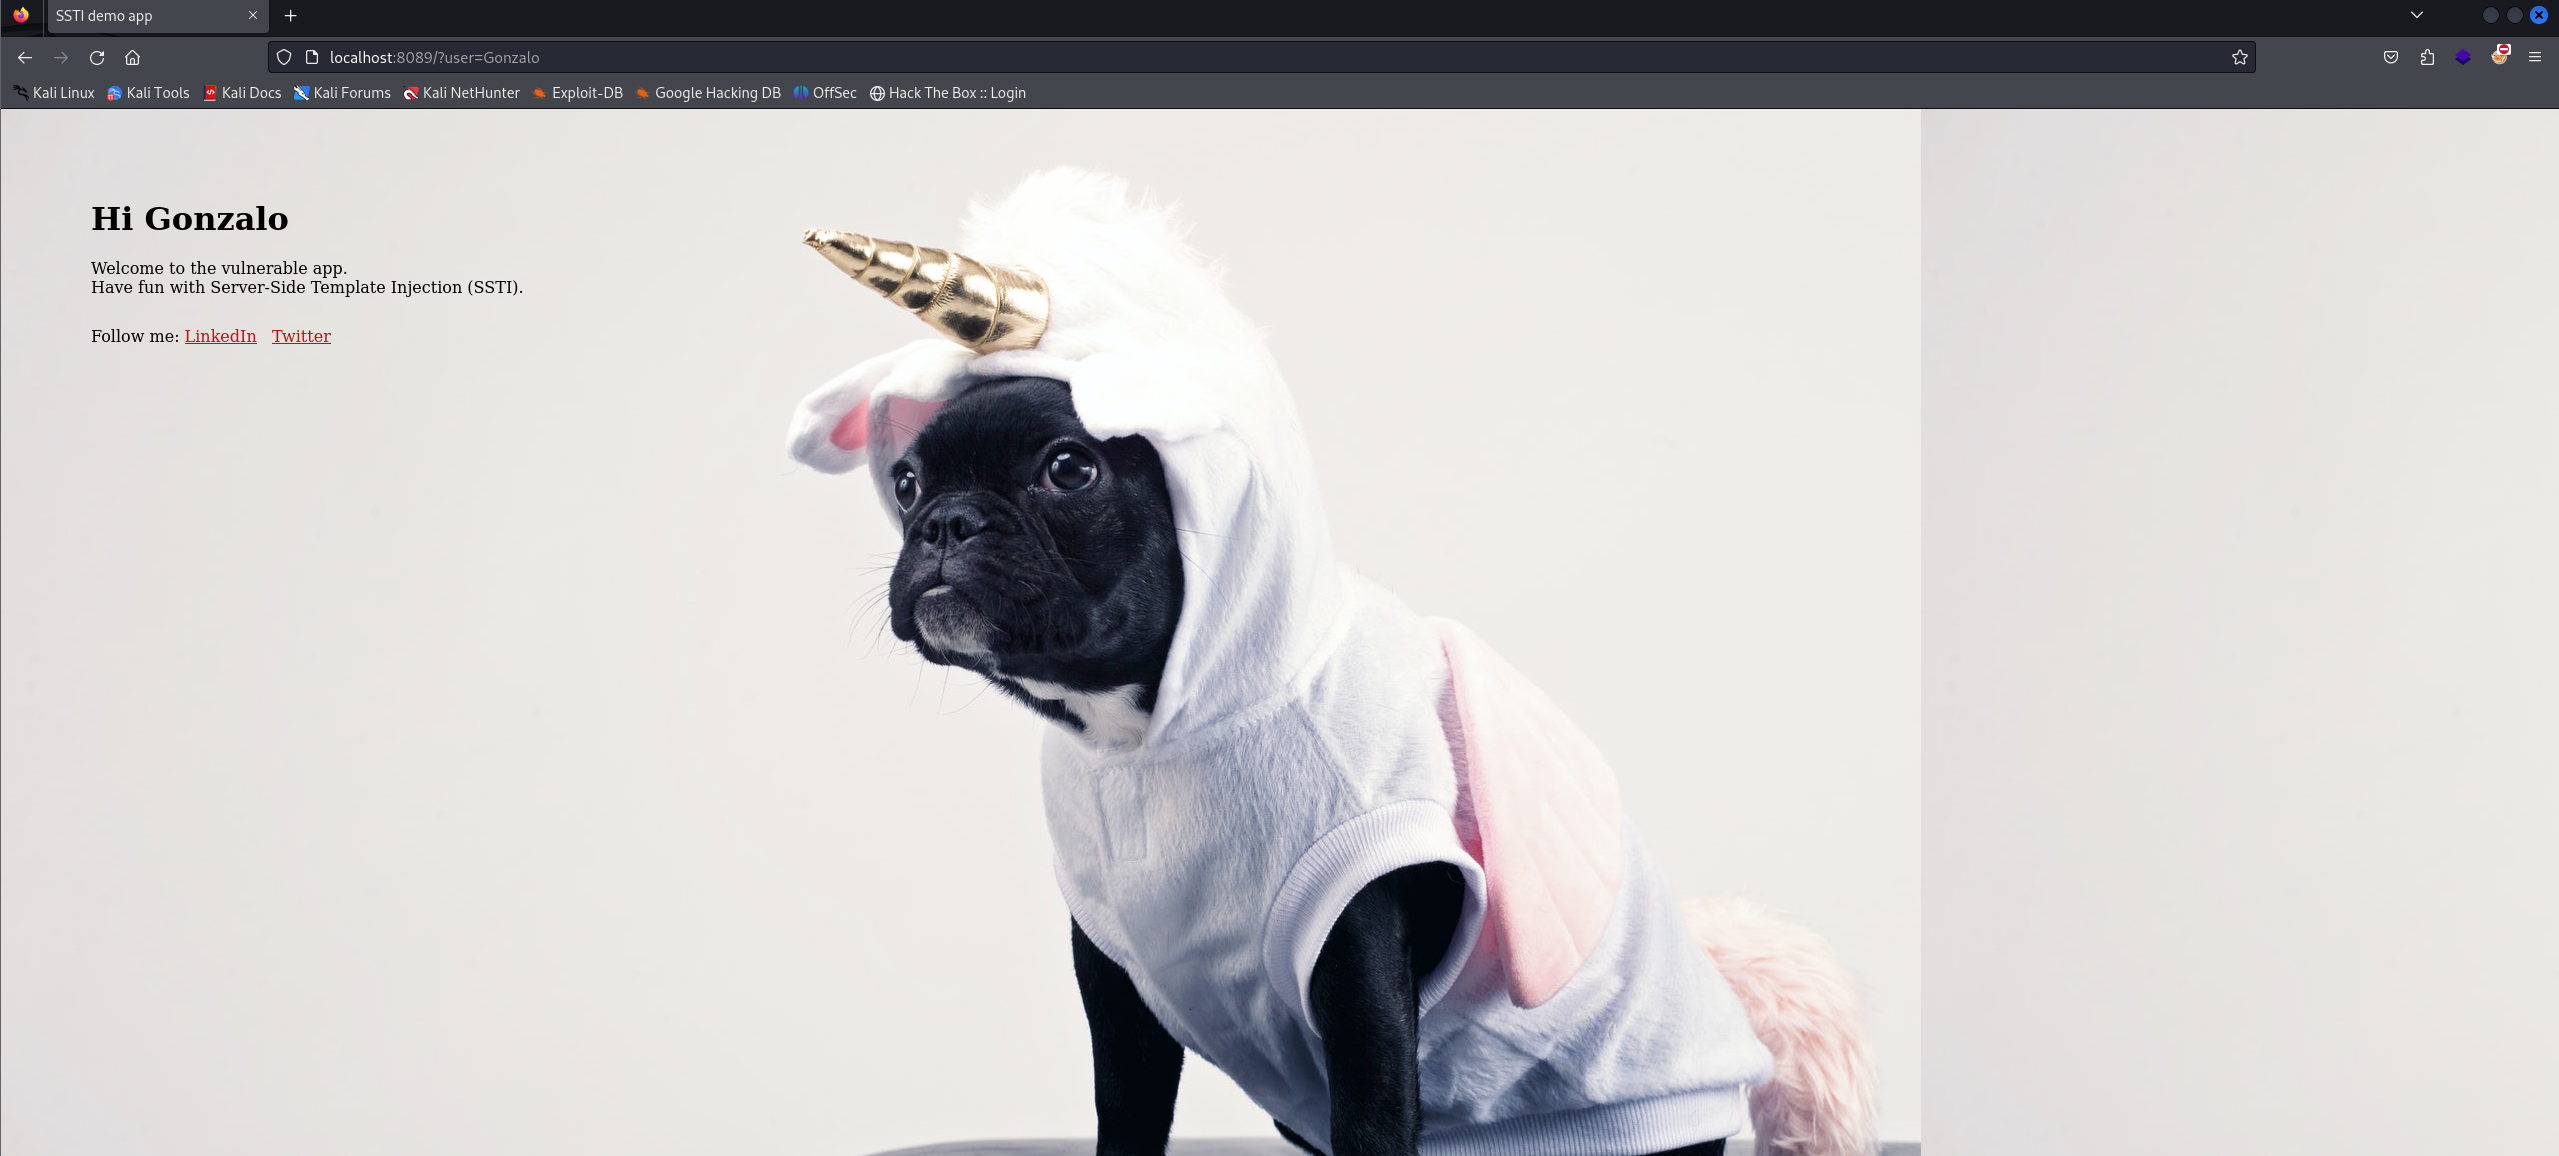 SSTI demo app
localhost:8089/?user=Gonzalo
Kali Linux Kali Tools Kali Docs Kali Forums Kali NetHunter Exploit-DB Google Hacking DB OffSec Hack The Box :: Login
Hi Gonzalo
Welcome to the vulnerable app.
Have fun with Server-Side Template Injection (SSTI).
Follow me: LinkedIn Twitter